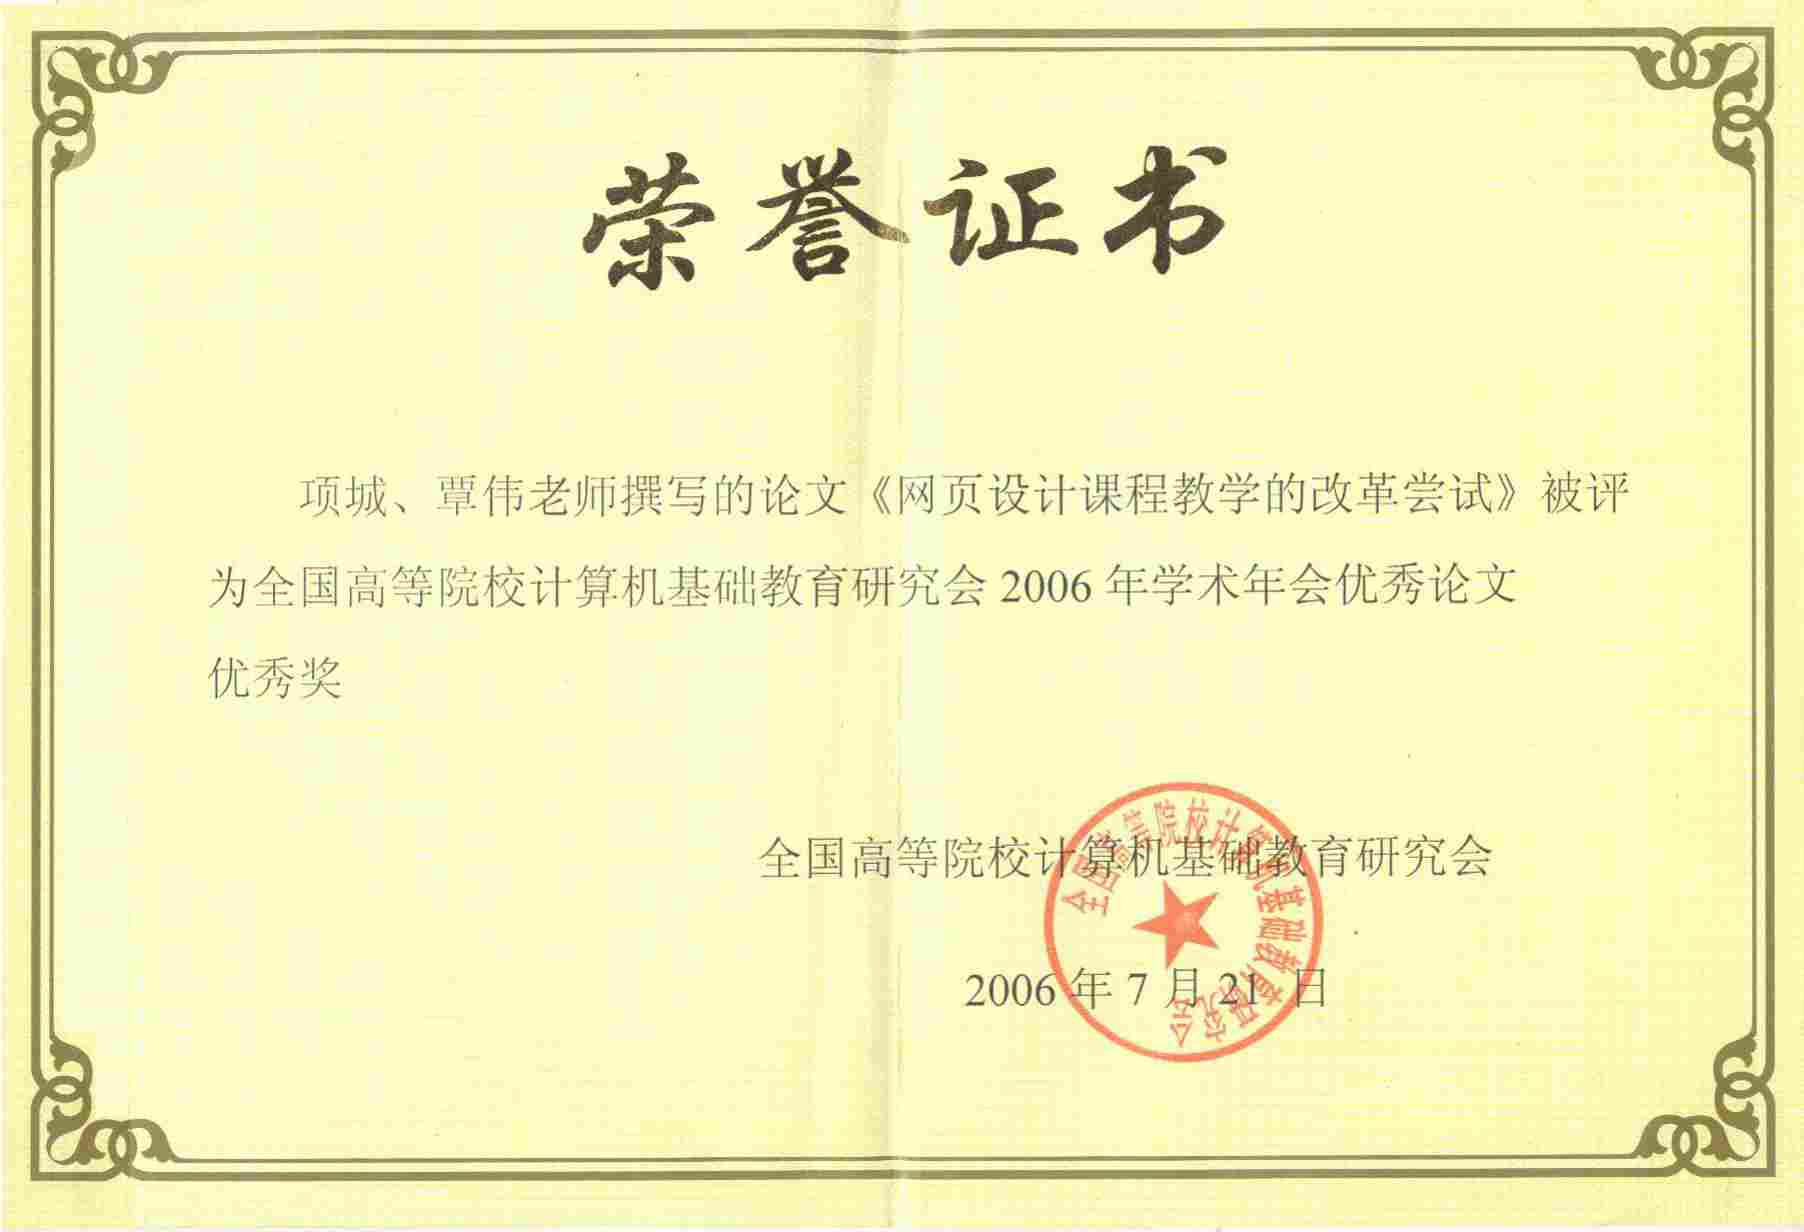 荣誉证书
项城、覃伟老师撰写的论文《网页设计课程教学的改革尝试》被评
为全国高等院校计算机基础教育研究会 2006 年学术年会优秀论文
优秀奖
全国高等院校计算机基础教育研究会
全国高等院校计算机基础教育研究会
2006 年 7 月 21 日